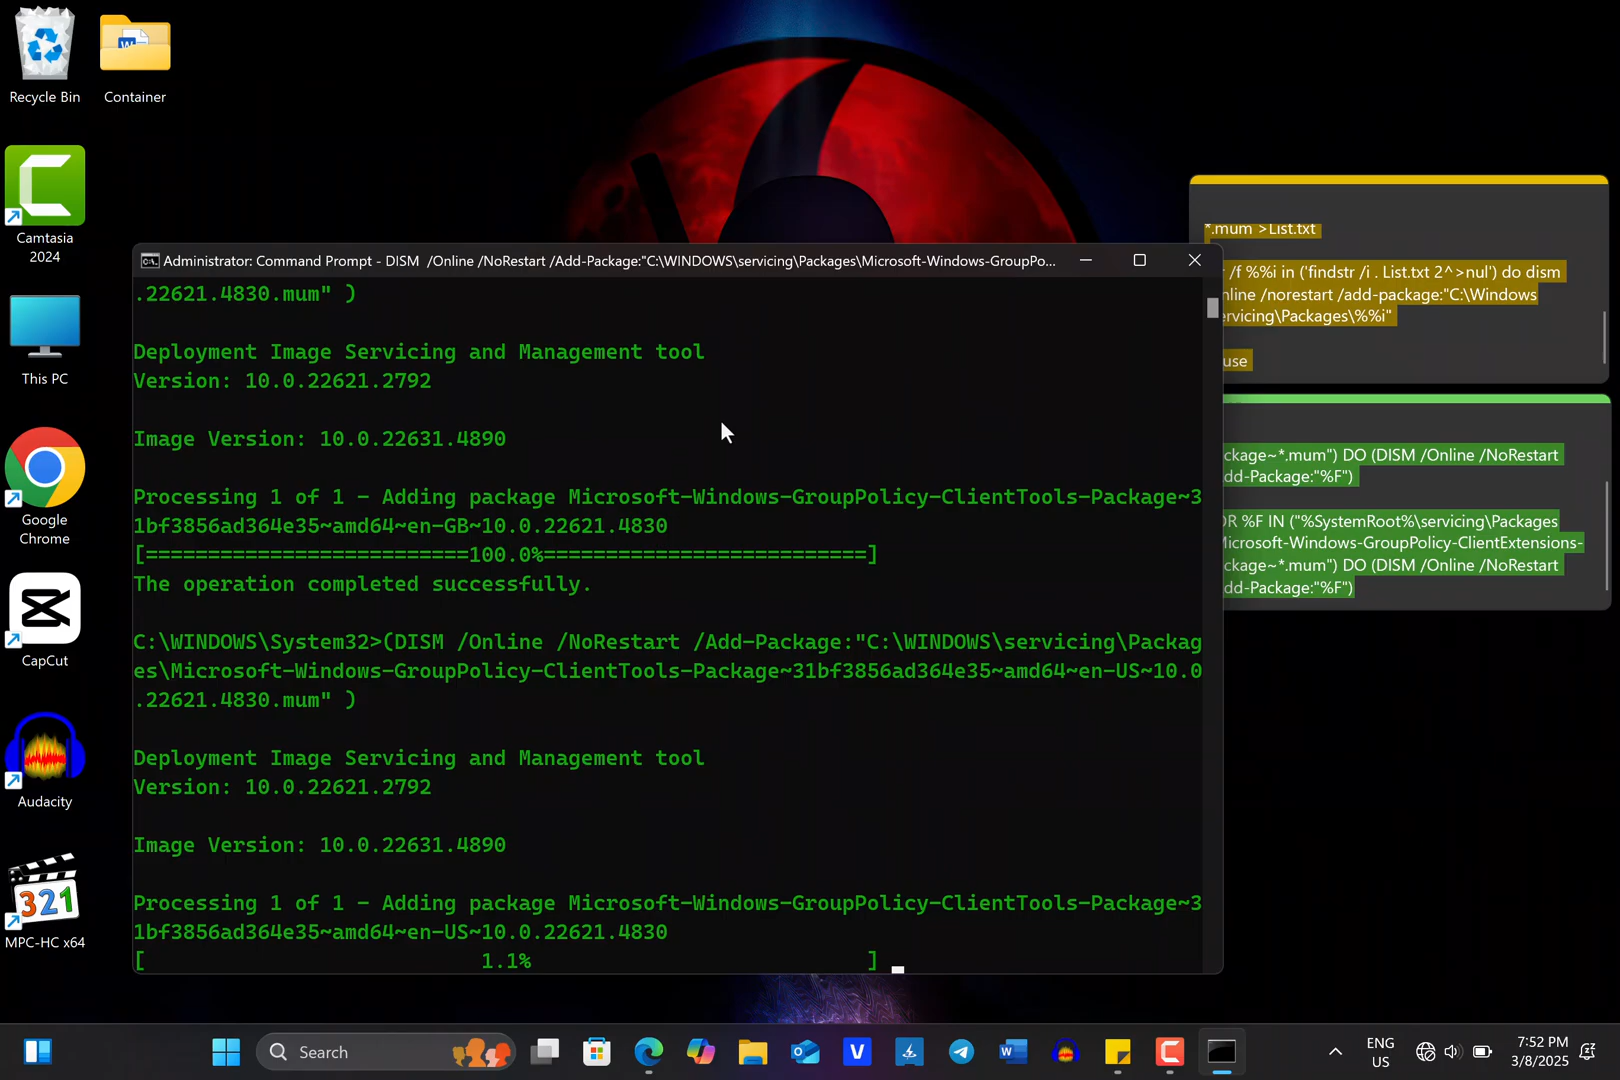 Recycle Bin
Container
Camtasia
2024
This PC
Google
Chrome
CapCut
Audacity
321
MPC-HC x64
Administrator: Command Prompt - DISM  /Online /NoRestart /Add-Package:"C:\WINDOWS\servicing\Packages\Microsoft-Windows-GroupPo...
.22621.4830.mum" )
Deployment Image Servicing and Management tool
Version: 10.0.22621.2792
Image Version: 10.0.22631.4890
Processing 1 of 1 - Adding package Microsoft-Windows-GroupPolicy-ClientTools-Package~3
1bf3856ad364e35~amd64~en-GB~10.0.22621.4830
[==========================100.0%==========================]
The operation completed successfully.
C:\WINDOWS\System32>(DISM /Online /NoRestart /Add-Package:"C:\WINDOWS\servicing\Packag
es\Microsoft-Windows-GroupPolicy-ClientTools-Package~31bf3856ad364e35~amd64~en-US~10.0
.22621.4830.mum" )
Deployment Image Servicing and Management tool
Version: 10.0.22621.2792
Image Version: 10.0.22631.4890
Processing 1 of 1 - Adding package Microsoft-Windows-GroupPolicy-ClientTools-Package~3
1bf3856ad364e35~amd64~en-US~10.0.22621.4830
[                           1.1%                           ]
*.mum >List.txt
r /f %%i in ('findstr /i . List.txt 2^>nul') do dism
nline /norestart /add-package:"C:\Windows
ervicing\Packages\%%i"
use
ckage~*.mum") DO (DISM /Online /NoRestart
dd-Package:"%F")
OR %F IN ("%SystemRoot%\servicing\Packages
Microsoft-Windows-GroupPolicy-ClientExtensions-
ckage~*.mum") DO (DISM /Online /NoRestart
dd-Package:"%F")
Search
ENG
US
7:52 PM
3/8/2025